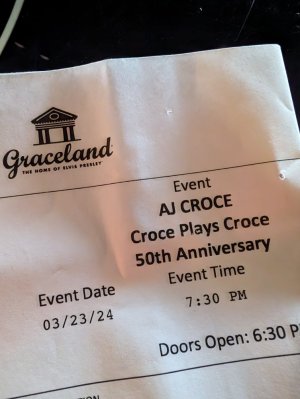 Graceland
THE HOME OF ELVIS PRESLEY
Event
AJ CROCE
Croce Plays Croce
50th Anniversary
Event Date
Event Time
03/23/24
7:30 PM
Doors Open: 6:30 P